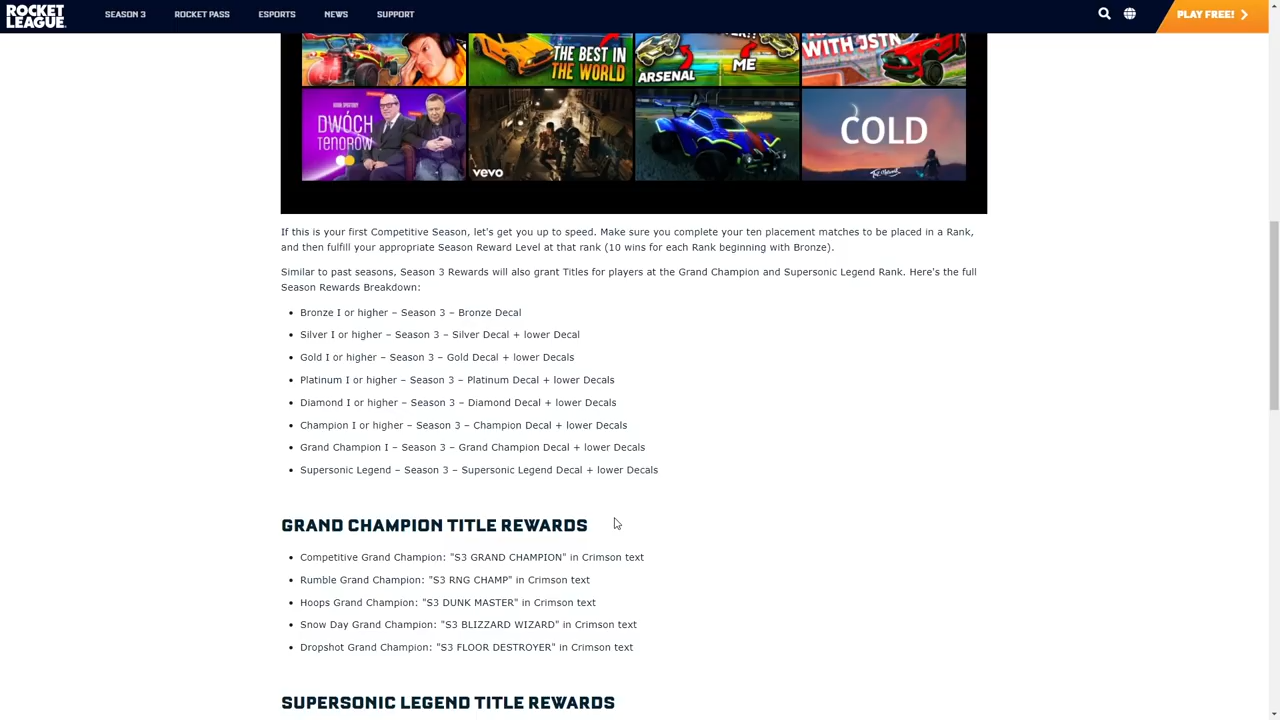 ROCKET
LEAGUE
SEASON 3
ROCKET PASS
ESPORTS
NEWS
SUPPORT
PLAY FREE!
THE BEST IN
THE WORLD
ARSENAL
ME
WITH JSTN
DWÓCH
TENORÓW
vevo
COLD
If this is your first Competitive Season, let's get you up to speed. Make sure you complete your ten placement matches to be placed in a Rank,
and then fulfill your appropriate Season Reward Level at that rank (10 wins for each Rank beginning with Bronze).
Similar to past seasons, Season 3 Rewards will also grant Titles for players at the Grand Champion and Supersonic Legend Rank. Here's the full
Season Rewards Breakdown:
• Bronze I or higher – Season 3 – Bronze Decal
• Silver I or higher – Season 3 – Silver Decal + lower Decal
• Gold I or higher – Season 3 – Gold Decal + lower Decals
• Platinum I or higher – Season 3 – Platinum Decal + lower Decals
• Diamond I or higher – Season 3 – Diamond Decal + lower Decals
• Champion I or higher – Season 3 – Champion Decal + lower Decals
• Grand Champion I – Season 3 – Grand Champion Decal + lower Decals
• Supersonic Legend – Season 3 – Supersonic Legend Decal + lower Decals
GRAND CHAMPION TITLE REWARDS
• Competitive Grand Champion: "S3 GRAND CHAMPION" in Crimson text
• Rumble Grand Champion: "S3 RNG CHAMP" in Crimson text
• Hoops Grand Champion: "S3 DUNK MASTER" in Crimson text
• Snow Day Grand Champion: "S3 BLIZZARD WIZARD" in Crimson text
• Dropshot Grand Champion: "S3 FLOOR DESTROYER" in Crimson text
SUPERSONIC LEGEND TITLE REWARDS